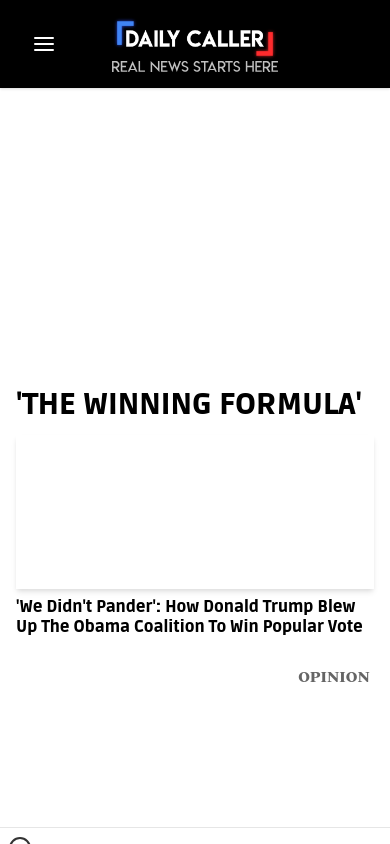 DAILY CALLER
REAL NEWS STARTS HERE
'THE WINNING FORMULA'
'We Didn't Pander': How Donald Trump Blew
Up The Obama Coalition To Win Popular Vote
OPINION